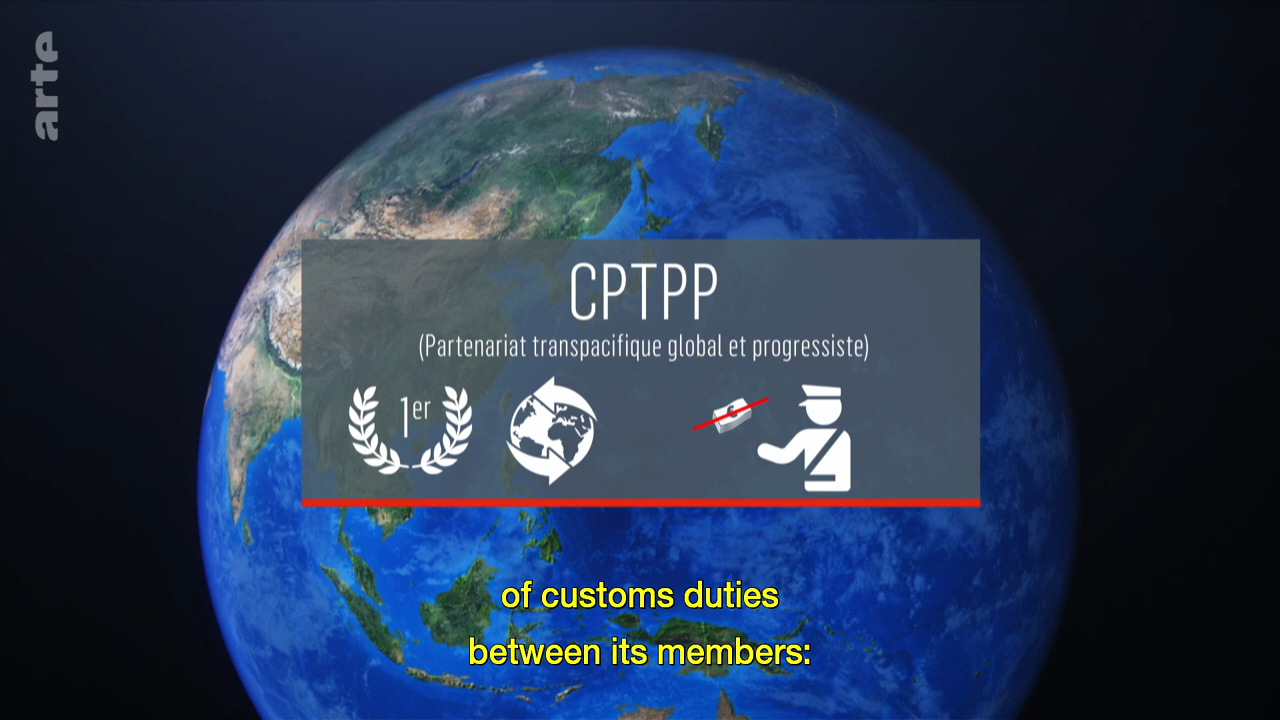 arte
CPTPP
(Partenariat transpacifique global et progressiste)
1er
€
of customs duties
between its members: